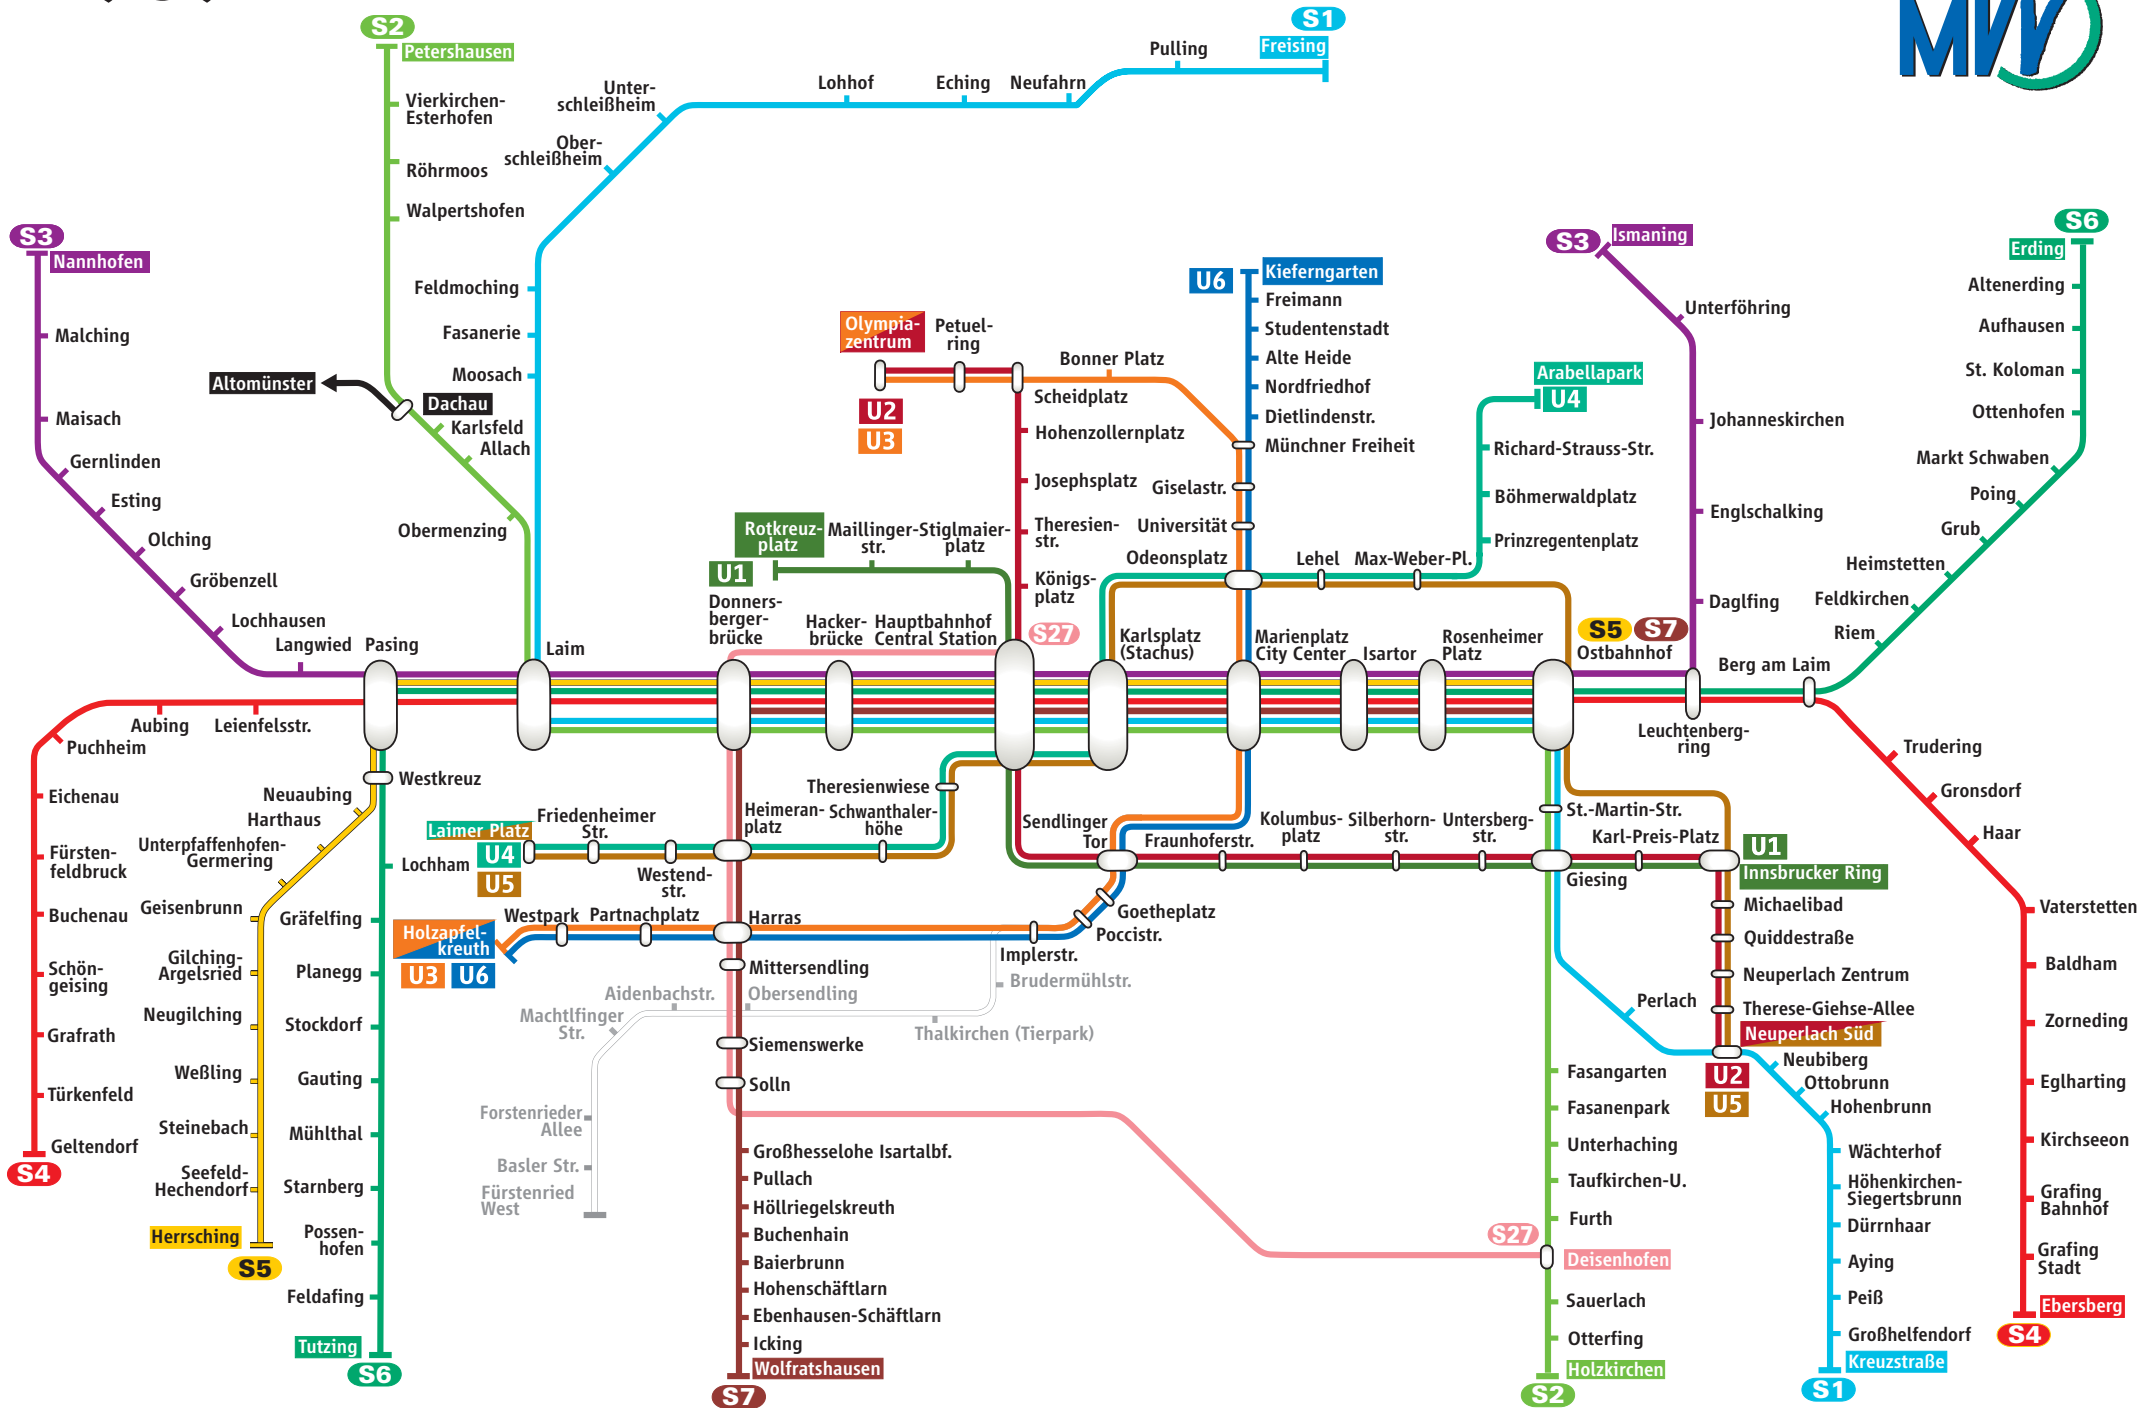 S2
Petershausen
Vierkirchen-
Esterhofen
Röhrmoos
Walpertshofen
S1
Freising
Pulling
Neufahrn
Eching
Lohhof
Unter-
schleißheim
Ober-
schleißheim
MVV
S3
Nannhofen
Malching
Maisach
Gernlinden
Esting
Olching
Gröbenzell
Lochhausen
Langwied
Pasing
Altomünster
Dachau
Karlsfeld
Allach
Obermenzing
Feldmoching
Fasanerie
Moosach
Laim
Olympia-
zentrum
Petuel-
ring
U2
U3
Bonner Platz
Scheidplatz
Hohenzollernplatz
Josephsplatz
Theresien-
str.
Königs-
platz
Rotkreuz-
platz
Maillinger-
str.
Stiglmaier-
platz
U1
U6
Kieferngarten
Freimann
Studentenstadt
Alte Heide
Nordfriedhof
Dietlindenstr.
Münchner Freiheit
Giselastr.
Universität
Odeonsplatz
Lehel
Max-Weber-Pl.
Arabellapark
U4
Richard-Strauss-Str.
Böhmerwaldplatz
Prinzregentenplatz
S3
Ismaning
Unterföhring
Johanneskirchen
Englschalking
Daglfing
S6
Erding
Altenerding
Aufhausen
St. Koloman
Ottenhofen
Markt Schwaben
Poing
Grub
Heimstetten
Feldkirchen
Riem
Berg am Laim
Donners-
berger-
brücke
Hacker-
brücke
Hauptbahnhof
Central Station
S27
Karlsplatz
(Stachus)
Marienplatz
City Center
Isartor
Rosenheimer
Platz
S5
S7
Ostbahnhof
Leuchtenberg-
ring
Aubing
Leienfelsstr.
Puchheim
Eichenau
Fürsten-
feldbruck
Buchenau
Schön-
geising
Grafrath
Türkenfeld
Geltendorf
S4
Westkreuz
Neuaubing
Harthaus
Unterpfaffenhofen-
Germering
Geisenbrunn
Gilching-
Argelsried
Neugilching
Weßling
Steinebach
Seefeld-
Hechendorf
Herrsching
S5
Lochham
Gräfelfing
Planegg
Stockdorf
Gauting
Mühlthal
Starnberg
Possen-
hofen
Feldafing
Tutzing
S6
Laimer Platz
U4
U5
Friedenheimer
Str.
Westend-
str.
Heimeran-
platz
Schwanthaler-
höhe
Theresienwiese
Holzapfel-
kreuth
U3
U6
Westpark
Partnachplatz
Harras
Implerstr.
Poccistr.
Goetheplatz
Sendlinger
Tor
Fraunhoferstr.
Kolumbus-
platz
Silberhorn-
str.
Untersberg-
str.
Giesing
St.-Martin-Str.
Karl-Preis-Platz
U1
Innsbrucker Ring
Michaelibad
Quiddestraße
Neuperlach Zentrum
Therese-Giehse-Allee
Neuperlach Süd
U2
U5
Brudermühlstr.
Thalkirchen (Tierpark)
Obersendling
Aidenbachstr.
Machtlfinger
Str.
Forstenrieder
Allee
Basler Str.
Fürstenried
West
Mittersendling
Siemenswerke
Solln
Großhesselohe Isartalbf.
Pullach
Höllriegelskreuth
Buchenhain
Baierbrunn
Hohenschäftlarn
Ebenhausen-Schäftlarn
Icking
Wolfratshausen
S7
Fasangarten
Fasanenpark
Unterhaching
Taufkirchen-U.
Furth
S27
Deisenhofen
Sauerlach
Otterfing
Holzkirchen
S2
Perlach
Neubiberg
Ottobrunn
Hohenbrunn
Wächterhof
Höhenkirchen-
Siegertsbrunn
Dürrnhaar
Aying
Peiß
Großhelfendorf
Kreuzstraße
S1
Trudering
Gronsdorf
Haar
Vaterstetten
Baldham
Zorneding
Eglharting
Kirchseeon
Grafing
Bahnhof
Grafing
Stadt
Ebersberg
S4